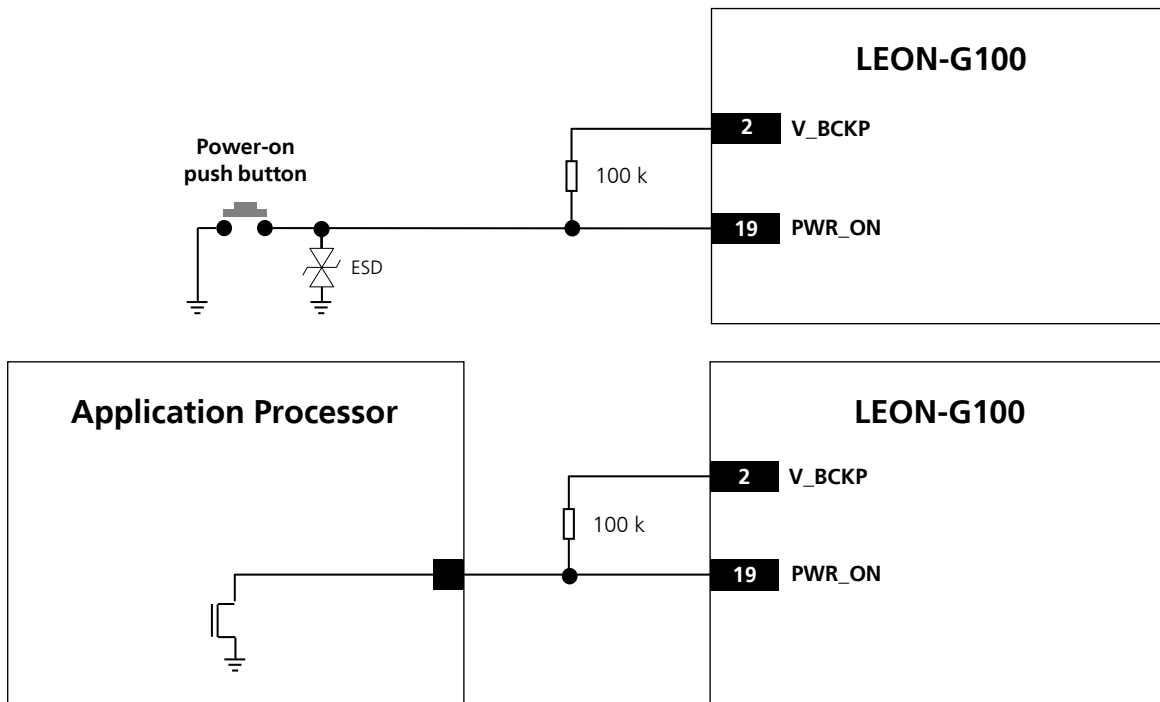 LEON-G100
2 V_BCKP
Power-on
push button
100 k
19 PWR_ON
ESD
Application Processor
LEON-G100
2 V_BCKP
100 k
19 PWR_ON